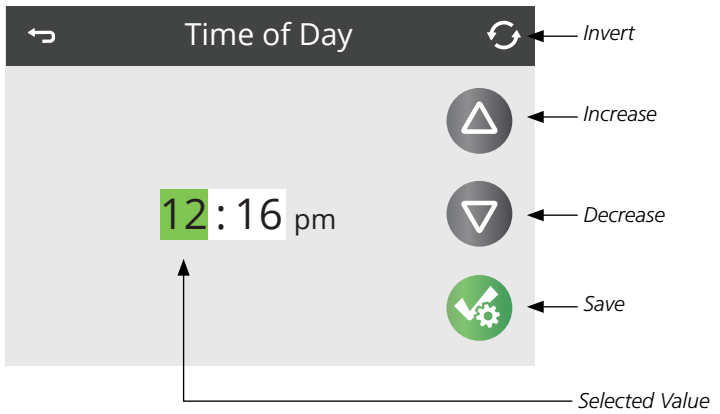 Time of Day
Invert
Increase
12 : 16 pm
Decrease
Save
Selected Value